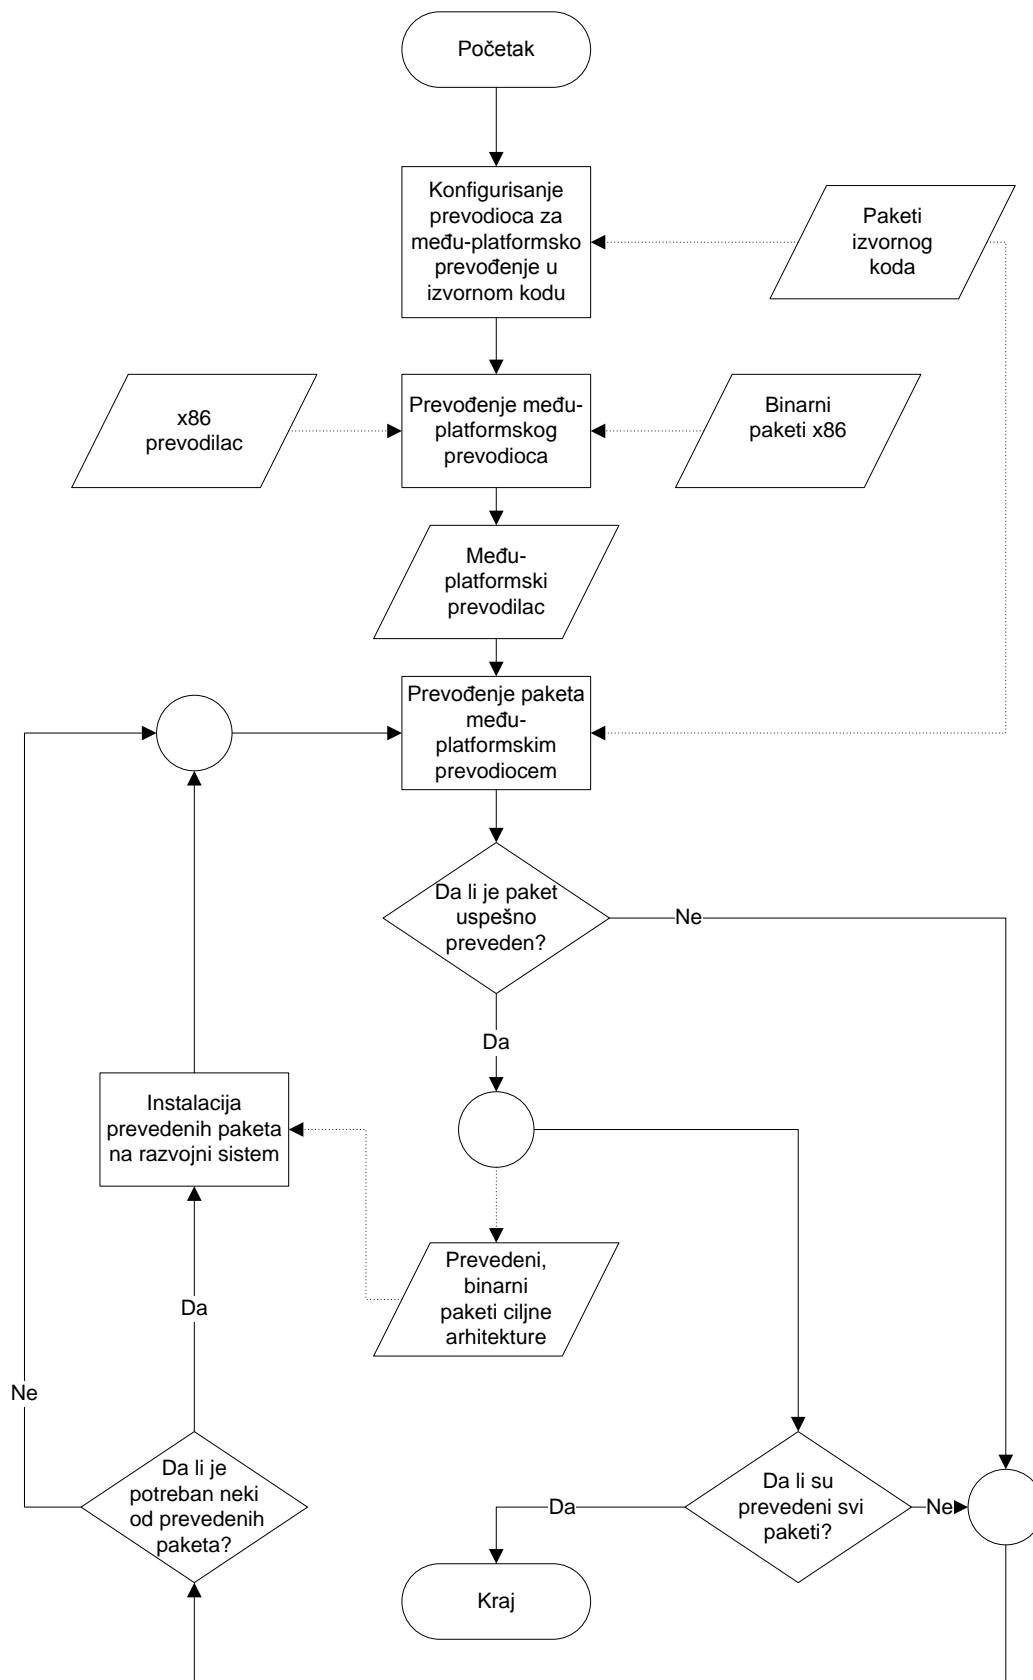 Početak
Konfigurisanje
prevodioca za
među-platformsko
prevođenje u
izvornom kodu
Paketi
izvornog
koda
x86
prevodilac
Prevođenje među-
platformskog
prevodioca
Binarni
paketi x86
Među-
platformski
prevodilac
Prevođenje paketa
među-
platformskim
prevodiocem
Da li je paket
uspešno
preveden?
Ne
Da
Instalacija
prevedenih paketa
na razvojni sistem
Prevedeni,
binarni
paketi ciljne
arhitekture
Da
Ne
Da li je
potreban neki
od prevedenih
paketa?
Da
Da li su
prevedeni svi
paketi?
Ne
Kraj